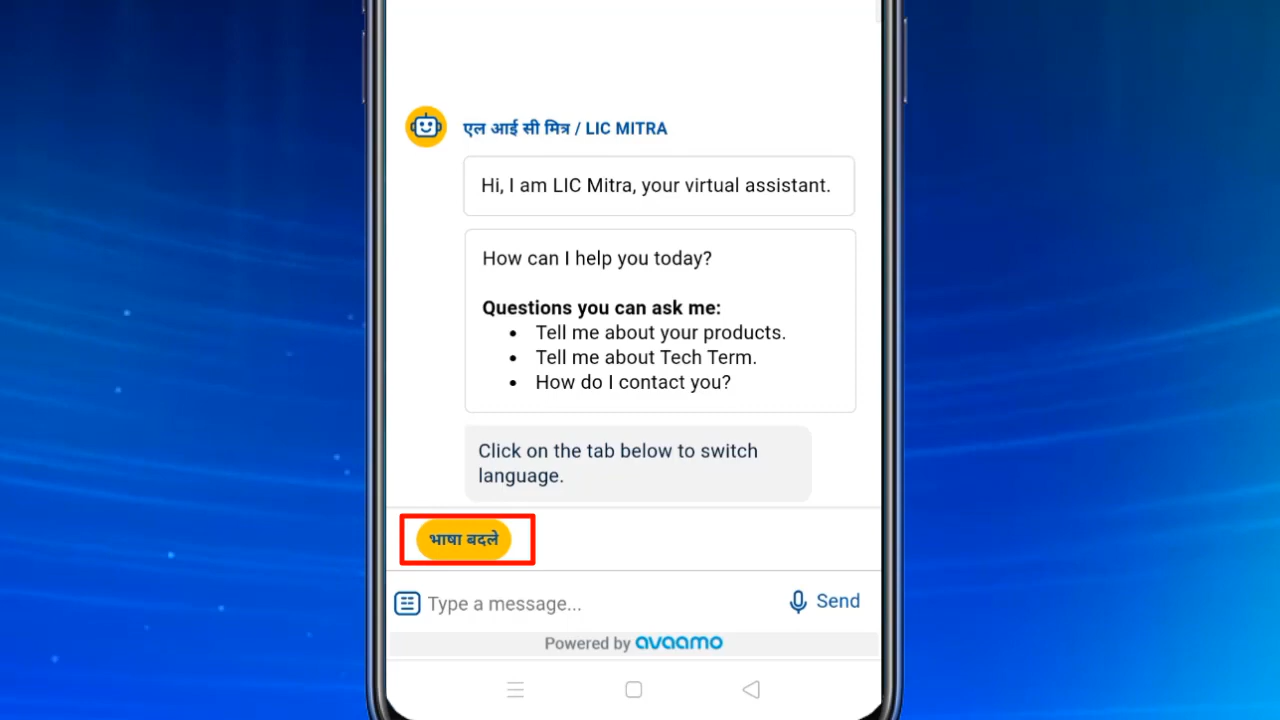 एल आई सी मित्र / LIC MITRA
Hi, I am LIC Mitra, your virtual assistant.
How can I help you today?
Questions you can ask me:
• Tell me about your products.
• Tell me about Tech Term.
• How do I contact you?
Click on the tab below to switch
language.
भाषा बदले
Type a message... Send
Powered by avaamo